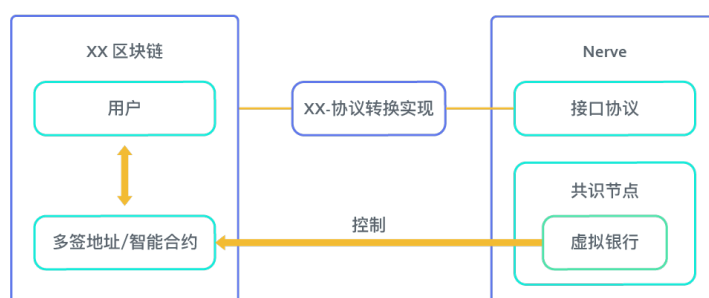 XX 区块链
Nerve
用户
XX-协议转换实现
接口协议
共识节点
控制
多签地址/智能合约
虚拟银行